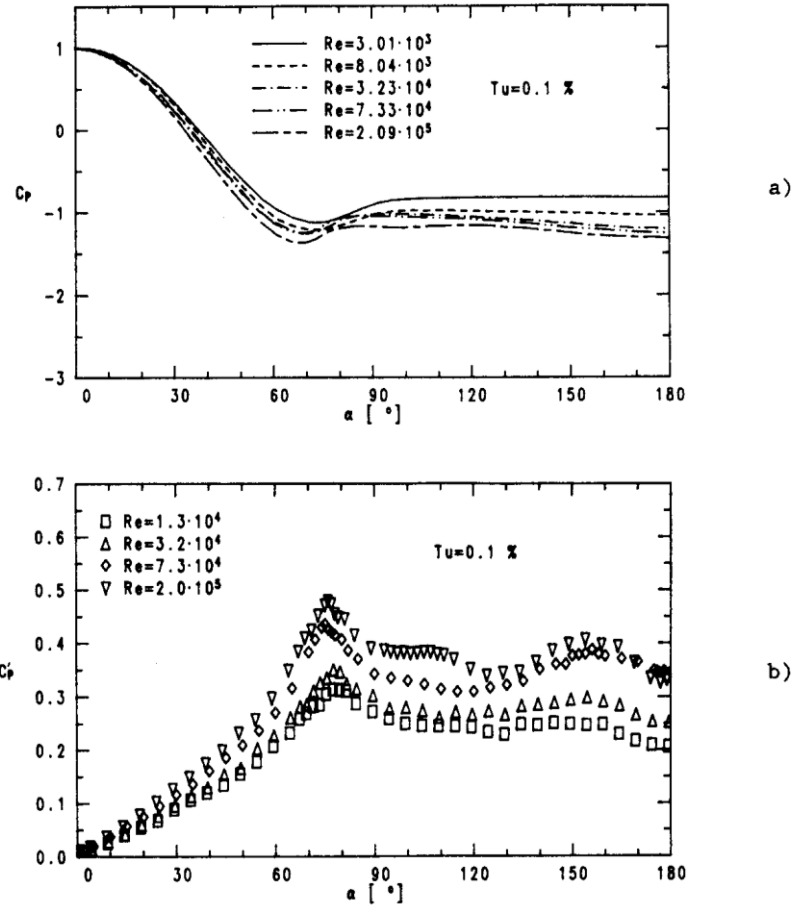 1
Re=3.01·10³
Re=8.04·10³
Re=3.23·10⁴
Re=7.33·10⁴
Re=2.09·10⁵
Tu=0.1 %
0
Cₚ
-1
-2
-3
0 30 60 90 120 150 180
α [ °]
a)
0.7
0.6
0.5
0.4
0.3
0.2
0.1
0.0
Re=1.3·10⁴
Re=3.2·10⁴
Re=7.3·10⁴
Re=2.0·10⁵
Tu=0.1 %
C′ₚ
0 30 60 90 120 150 180
α [ °]
b)